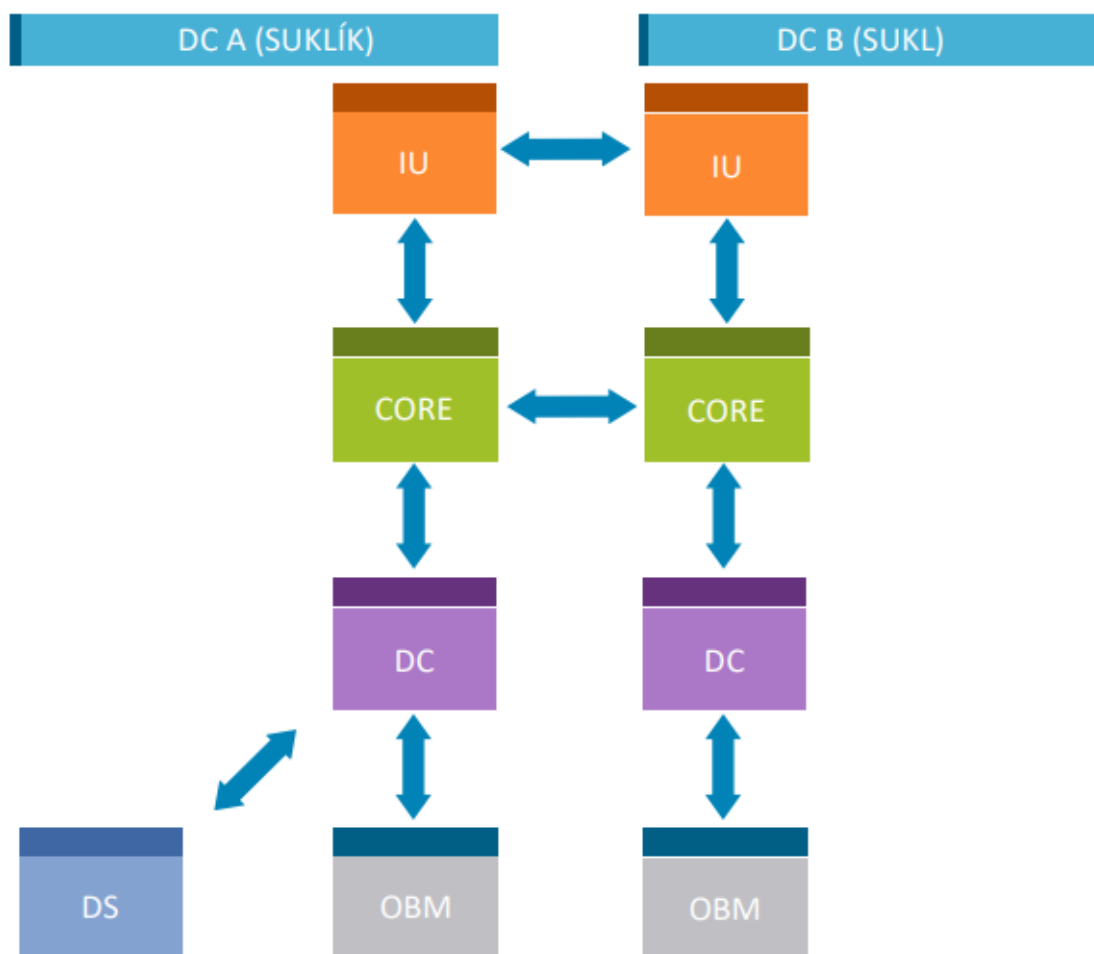 DC A (SUKLÍK)
DC B (SUKL)
IU
IU
CORE
CORE
DC
DC
DS
OBM
OBM